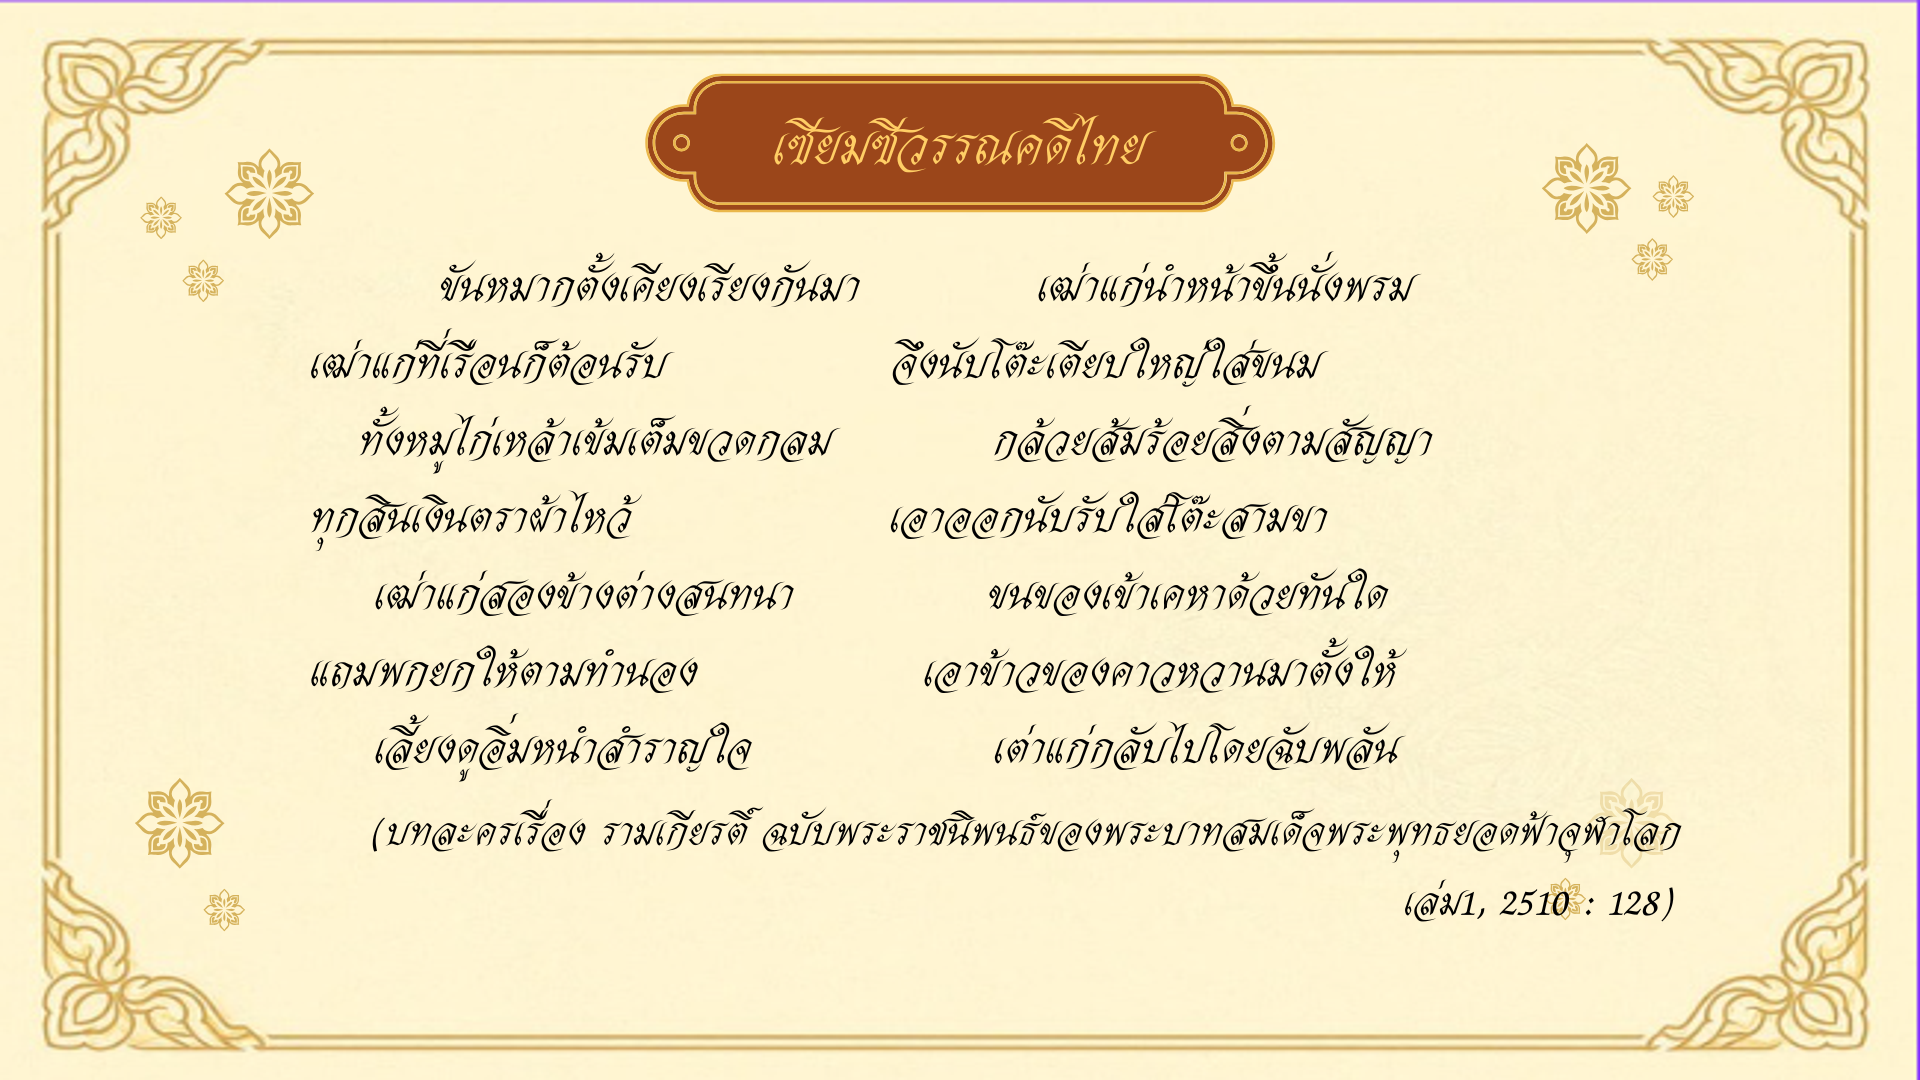 เซียมซีวรรณคดีไทย
ขันหมากตั้งเคียงเรียงกันมา เฒ่าแก่นำหน้าขึ้นนั่งพรม
เฒ่าแก่ที่เรือนก็ต้อนรับ จึงนับโต๊ะเตียบใหญ่ใส่ขนม
ทั้งหมูไก่เหล้าเข้มเต็มขวดกลม กล้วยส้มร้อยสิ่งตามสัญญา
ทุกสินเงินตราผ้าไหว้ เอาออกนับรับใส่โต๊ะสามขา
เฒ่าแก่สองข้างต่างสนทนา ขนของเข้าเคหาด้วยทันใด
แถมพกยกให้ตามทำนอง เอาข้าวของคาวหวานมาตั้งให้
เลี้ยงดูอิ่มหนำสำราญใจ เต่าแก่กลับไปโดยฉับพลัน
(บทละครเรื่อง รามเกียรติ์ ฉบับพระราชนิพนธ์ของพระบาทสมเด็จพระพุทธยอดฟ้าจุฬาโลก
เล่ม1, 2510 : 128)